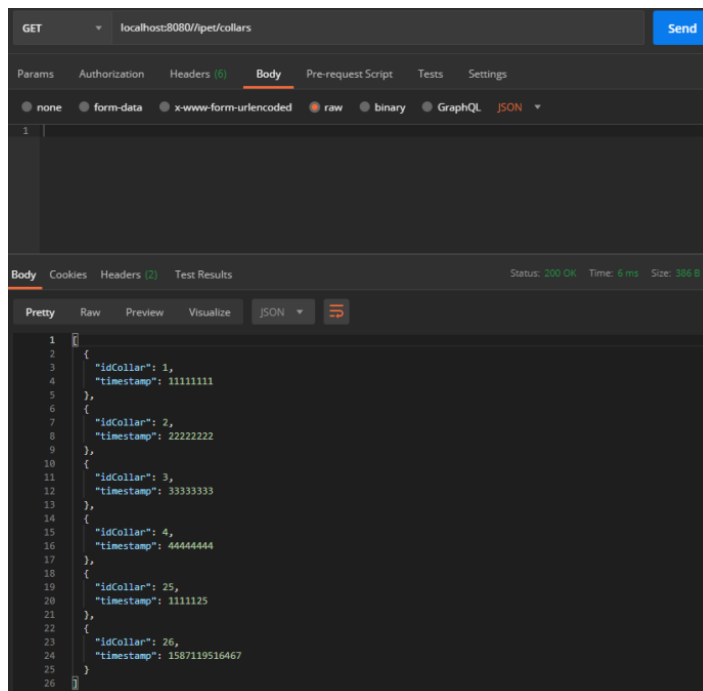 GET localhost:8080//ipet/collars Send
Params Authorization Headers (6) Body Pre-request Script Tests Settings
none form-data x-www-form-urlencoded raw binary GraphQL JSON
1
Body Cookies Headers (2) Test Results Status: 200 OK Time: 6 ms Size: 386 B
Pretty Raw Preview Visualize JSON
1 [
2 {
3 "idCollar": 1,
4 "timestamp": 11111111
5 },
6 {
7 "idCollar": 2,
8 "timestamp": 22222222
9 },
10 {
11 "idCollar": 3,
12 "timestamp": 33333333
13 },
14 {
15 "idCollar": 4,
16 "timestamp": 44444444
17 },
18 {
19 "idCollar": 25,
20 "timestamp": 1111125
21 },
22 {
23 "idCollar": 26,
24 "timestamp": 1587119516467
25 }
26 ]